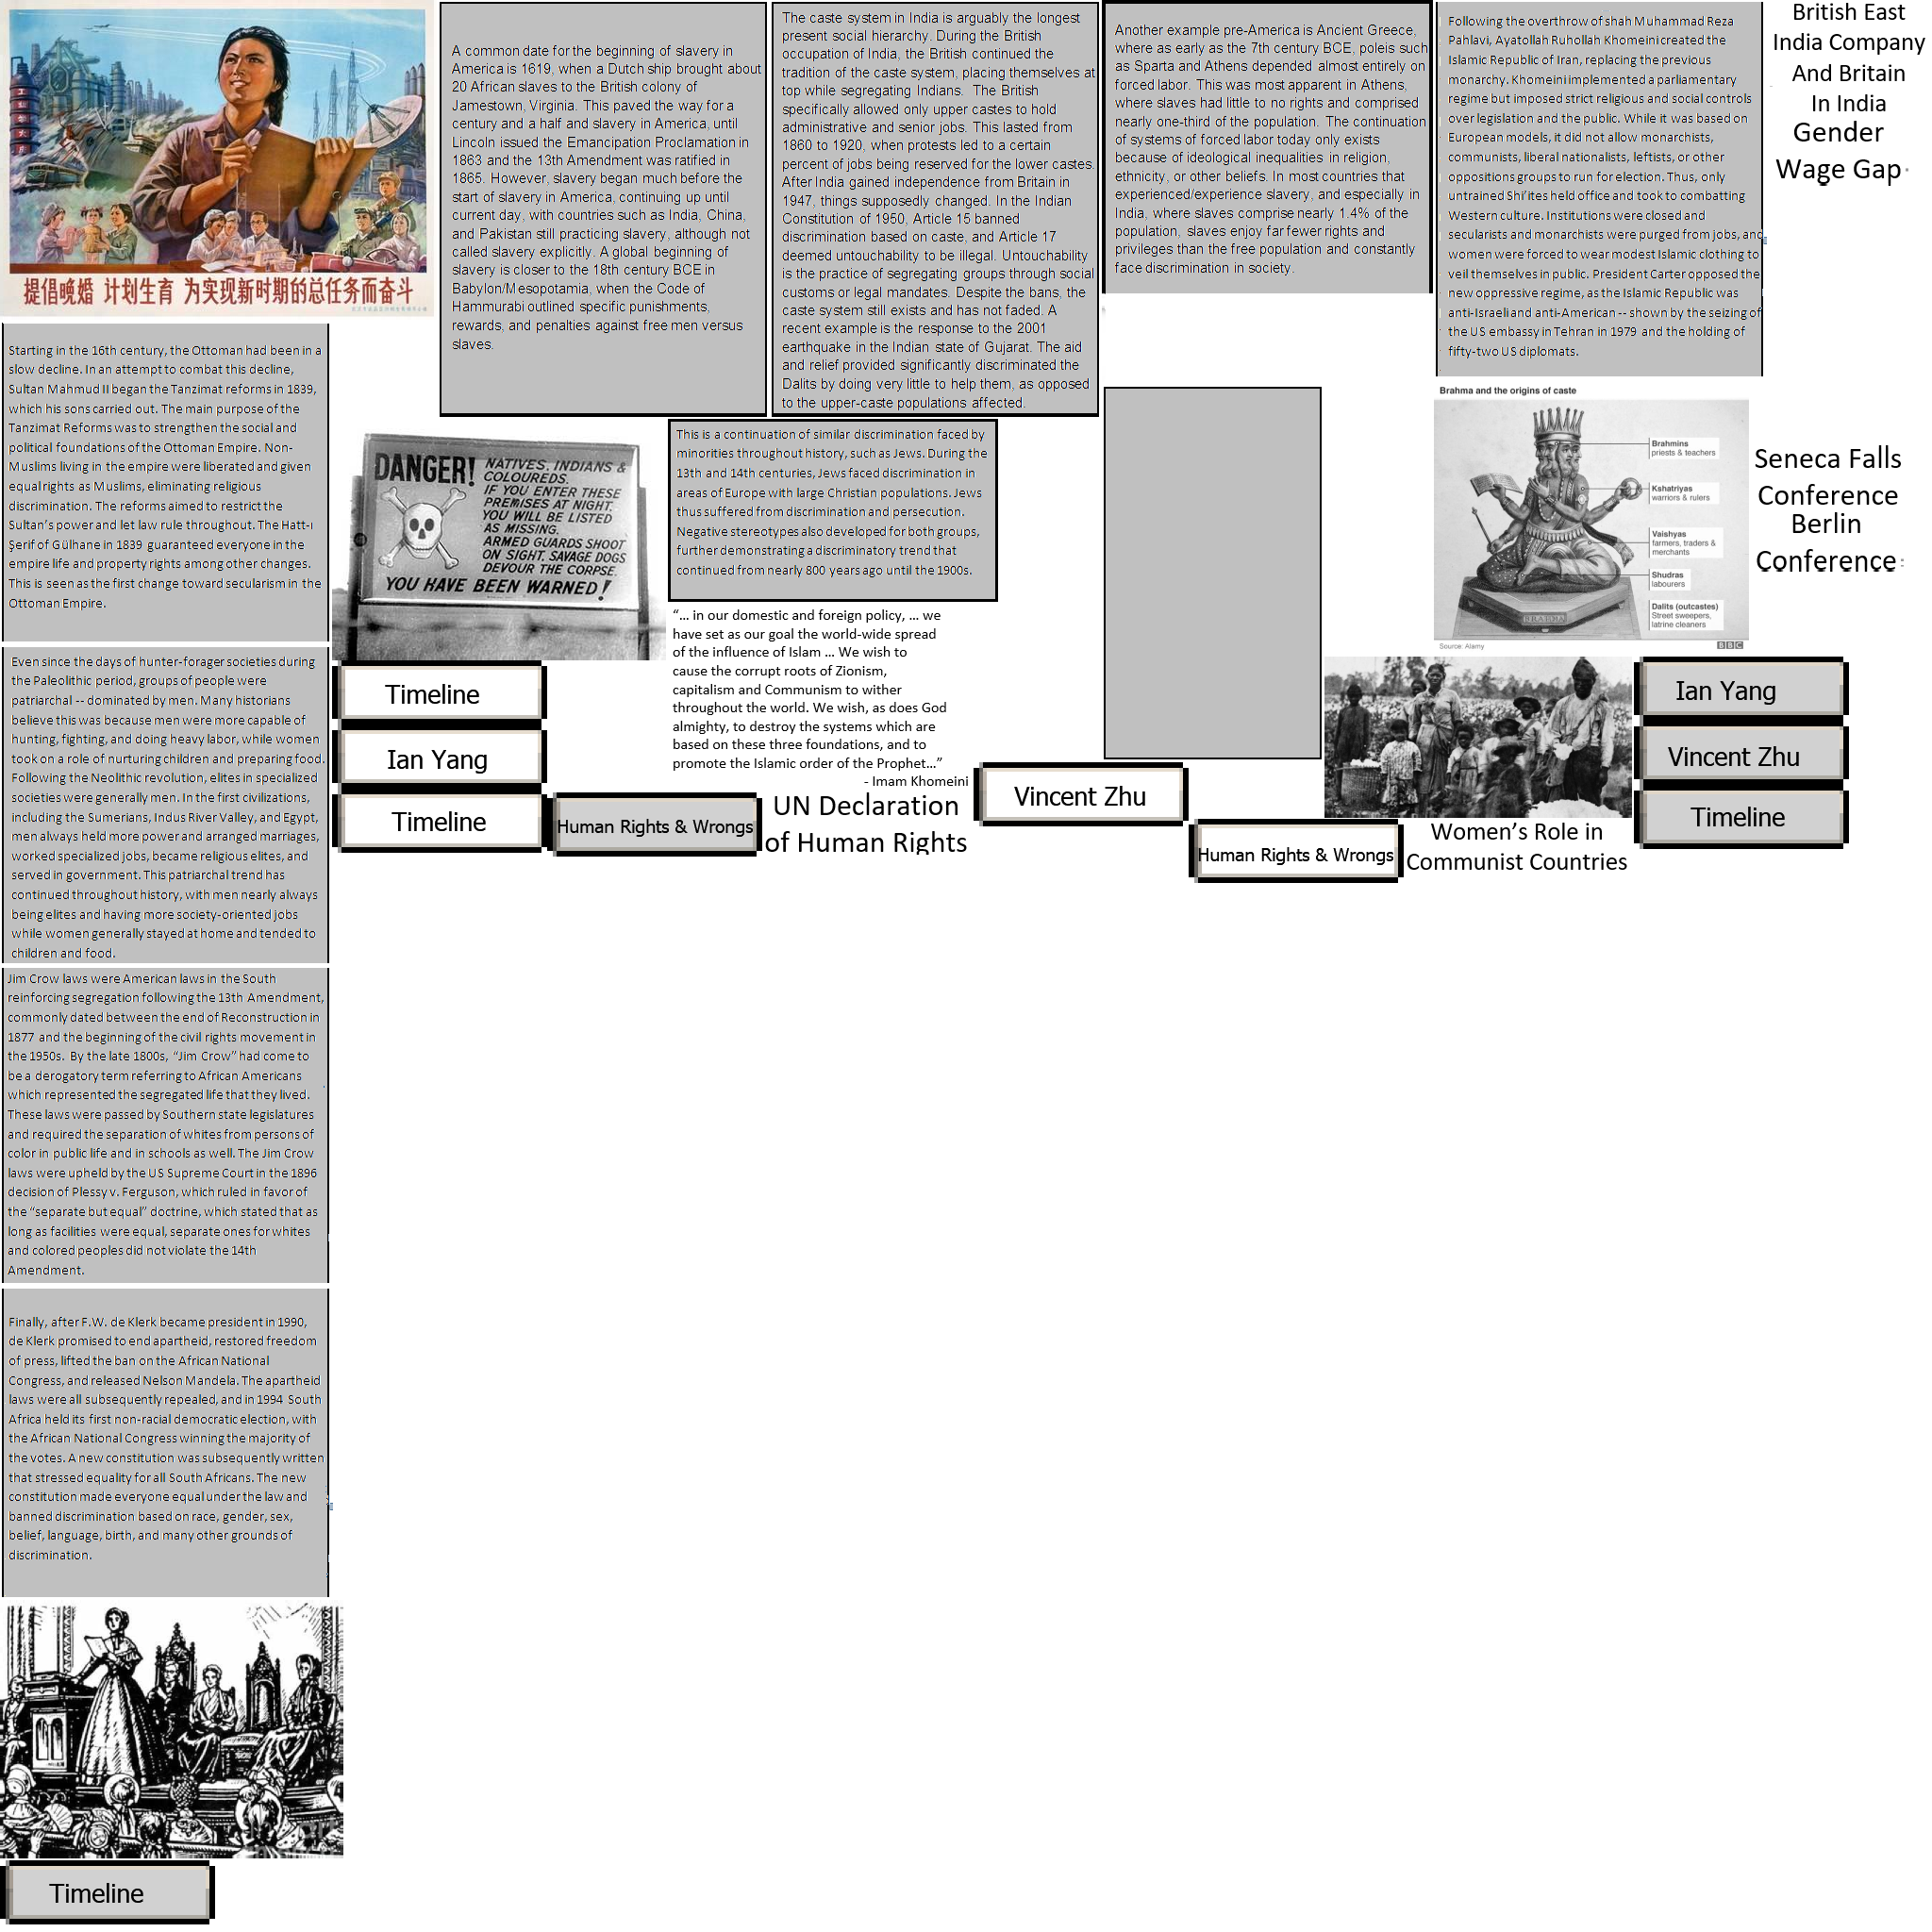 提倡晚婚 计划生育 为实现新时期的总任务而奋斗
A common date for the beginning of slavery in
America is 1619, when a Dutch ship brought about
20 African slaves to the British colony of
Jamestown, Virginia. This paved the way for a
century and a half and slavery in America, until
Lincoln issued the Emancipation Proclamation in
1863 and the 13th Amendment was ratified in
1865. However, slavery began much before the
start of slavery in America, continuing up until
current day, with countries such as India, China,
and Pakistan still practicing slavery, although not
called slavery explicitly. A global beginning of
slavery is closer to the 18th century BCE in
Babylon/Mesopotamia, when the Code of
Hammurabi outlined specific punishments,
rewards, and penalties against free men versus
slaves.
The caste system in India is arguably the longest
present social hierarchy. During the British
occupation of India, the British continued the
tradition of the caste system, placing themselves at
top while segregating Indians. The British
specifically allowed only upper castes to hold
administrative and senior jobs. This lasted from
1860 to 1920, when protests led to a certain
percent of jobs being reserved for the lower castes.
After India gained independence from Britain in
1947, things supposedly changed. In the Indian
Constitution of 1950, Article 15 banned
discrimination based on caste, and Article 17
deemed untouchability to be illegal. Untouchability
is the practice of segregating groups through social
customs or legal mandates. Despite the bans, the
caste system still exists and has not faded. A
recent example is the response to the 2001
earthquake in the Indian state of Gujarat. The aid
and relief provided significantly discriminated the
Dalits by doing very little to help them, as opposed
to the upper-caste populations affected.
Another example pre-America is Ancient Greece,
where as early as the 7th century BCE, poleis such
as Sparta and Athens depended almost entirely on
forced labor. This was most apparent in Athens,
where slaves had little to no rights and comprised
nearly one-third of the population. The continuation
of systems of forced labor today only exists
because of ideological inequalities in religion,
ethnicity, or other beliefs. In most countries that
experienced/experience slavery, and especially in
India, where slaves comprise nearly 1.4% of the
population, slaves enjoy far fewer rights and
privileges than the free population and constantly
face discrimination in society.
Following the overthrow of shah Muhammad Reza
Pahlavi, Ayatollah Ruhollah Khomeini created the
Islamic Republic of Iran, replacing the previous
monarchy. Khomeini implemented a parliamentary
regime but imposed strict religious and social controls
over legislation and the public. While it was based on
European models, it did not allow monarchists,
communists, liberal nationalists, leftists, or other
oppositions groups to run for election. Thus, only
untrained Shi'ites held office and took to combatting
Western culture. Institutions were closed and
secularists and monarchists were purged from jobs, and
women were forced to wear modest Islamic clothing to
veil themselves in public. President Carter opposed the
new oppressive regime, as the Islamic Republic was
anti-Israeli and anti-American -- shown by the seizing of
the US embassy in Tehran in 1979 and the holding of
fifty-two US diplomats.
British East
India Company
And Britain
In India
Gender
Wage Gap
Starting in the 16th century, the Ottoman had been in a
slow decline. In an attempt to combat this decline,
Sultan Mahmud II began the Tanzimat reforms in 1839,
which his sons carried out. The main purpose of the
Tanzimat Reforms was to strengthen the social and
political foundations of the Ottoman Empire. Non-
Muslims living in the empire were liberated and given
equal rights as Muslims, eliminating religious
discrimination. The reforms aimed to restrict the
Sultan's power and let law rule throughout. The Hatt-ı
Şerif of Gülhane in 1839 guaranteed everyone in the
empire life and property rights among other changes.
This is seen as the first change toward secularism in the
Ottoman Empire.
DANGER!
NATIVES, INDIANS &
COLOUREDS.
IF YOU ENTER THESE
PREMISES AT NIGHT,
YOU WILL BE LISTED
AS MISSING.
ARMED GUARDS SHOOT
ON SIGHT. SAVAGE DOGS
DEVOUR THE CORPSE.
YOU HAVE BEEN WARNED!
This is a continuation of similar discrimination faced by
minorities throughout history, such as Jews. During the
13th and 14th centuries, Jews faced discrimination in
areas of Europe with large Christian populations. Jews
thus suffered from discrimination and persecution.
Negative stereotypes also developed for both groups,
further demonstrating a discriminatory trend that
continued from nearly 800 years ago until the 1900s.
"… in our domestic and foreign policy, … we
have set as our goal the world-wide spread
of the influence of Islam … We wish to
cause the corrupt roots of Zionism,
capitalism and Communism to wither
throughout the world. We wish, as does God
almighty, to destroy the systems which are
based on these three foundations, and to
promote the Islamic order of the Prophet…"
- Imam Khomeini
Brahma and the origins of caste
Brahmins
priests & teachers
Kshatriyas
warriors & rulers
Vaishyas
farmers, traders &
merchants
Shudras
labourers
Dalits (outcastes)
Street sweepers,
latrine cleaners
BRAHMA
Source: Alamy
BBC
Seneca Falls
Conference
Berlin
Conference
Even since the days of hunter-forager societies during
the Paleolithic period, groups of people were
patriarchal -- dominated by men. Many historians
believe this was because men were more capable of
hunting, fighting, and doing heavy labor, while women
took on a role of nurturing children and preparing food.
Following the Neolithic revolution, elites in specialized
societies were generally men. In the first civilizations,
including the Sumerians, Indus River Valley, and Egypt,
men always held more power and arranged marriages,
worked specialized jobs, became religious elites, and
served in government. This patriarchal trend has
continued throughout history, with men nearly always
being elites and having more society-oriented jobs
while women generally stayed at home and tended to
children and food.
Timeline
Ian Yang
Timeline
Human Rights & Wrongs
UN Declaration
of Human Rights
Vincent Zhu
Human Rights & Wrongs
Women's Role in
Communist Countries
Ian Yang
Vincent Zhu
Timeline
Jim Crow laws were American laws in the South
reinforcing segregation following the 13th Amendment,
commonly dated between the end of Reconstruction in
1877 and the beginning of the civil rights movement in
the 1950s. By the late 1800s, "Jim Crow" had come to
be a derogatory term referring to African Americans
which represented the segregated life that they lived.
These laws were passed by Southern state legislatures
and required the separation of whites from persons of
color in public life and in schools as well. The Jim Crow
laws were upheld by the US Supreme Court in the 1896
decision of Plessy v. Ferguson, which ruled in favor of
the "separate but equal" doctrine, which stated that as
long as facilities were equal, separate ones for whites
and colored peoples did not violate the 14th
Amendment.
Finally, after F.W. de Klerk became president in 1990,
de Klerk promised to end apartheid, restored freedom
of press, lifted the ban on the African National
Congress, and released Nelson Mandela. The apartheid
laws were all subsequently repealed, and in 1994 South
Africa held its first non-racial democratic election, with
the African National Congress winning the majority of
the votes. A new constitution was subsequently written
that stressed equality for all South Africans. The new
constitution made everyone equal under the law and
banned discrimination based on race, gender, sex,
belief, language, birth, and many other grounds of
discrimination.
Timeline